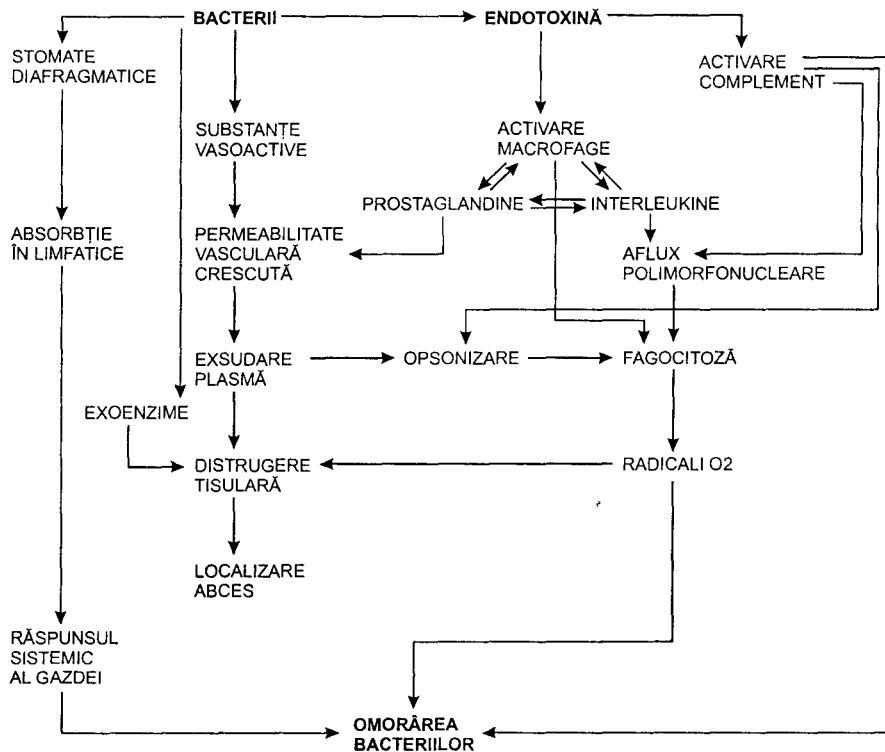 BACTERII
ENDOTOXINĂ
STOMATE
DIAFRAGMATICE
ACTIVARE
COMPLEMENT
SUBSTANȚE
VASOACTIVE
ACTIVARE
MACROFAGE
PROSTAGLANDINE
INTERLEUKINE
ABSORBȚIE
ÎN LIMFATICE
PERMEABILITATE
VASCULARĂ
CRESCUTĂ
AFLUX
POLIMORFONUCLEARE
EXSUDARE
PLASMĂ
OPSONIZARE
FAGOCITOZĂ
EXOENZIME
DISTRUGERE
TISULARĂ
RADICALI O2
LOCALIZARE
ABCES
RĂSPUNSUL
SISTEMIC
AL GAZDEI
OMORÂREA
BACTERIILOR